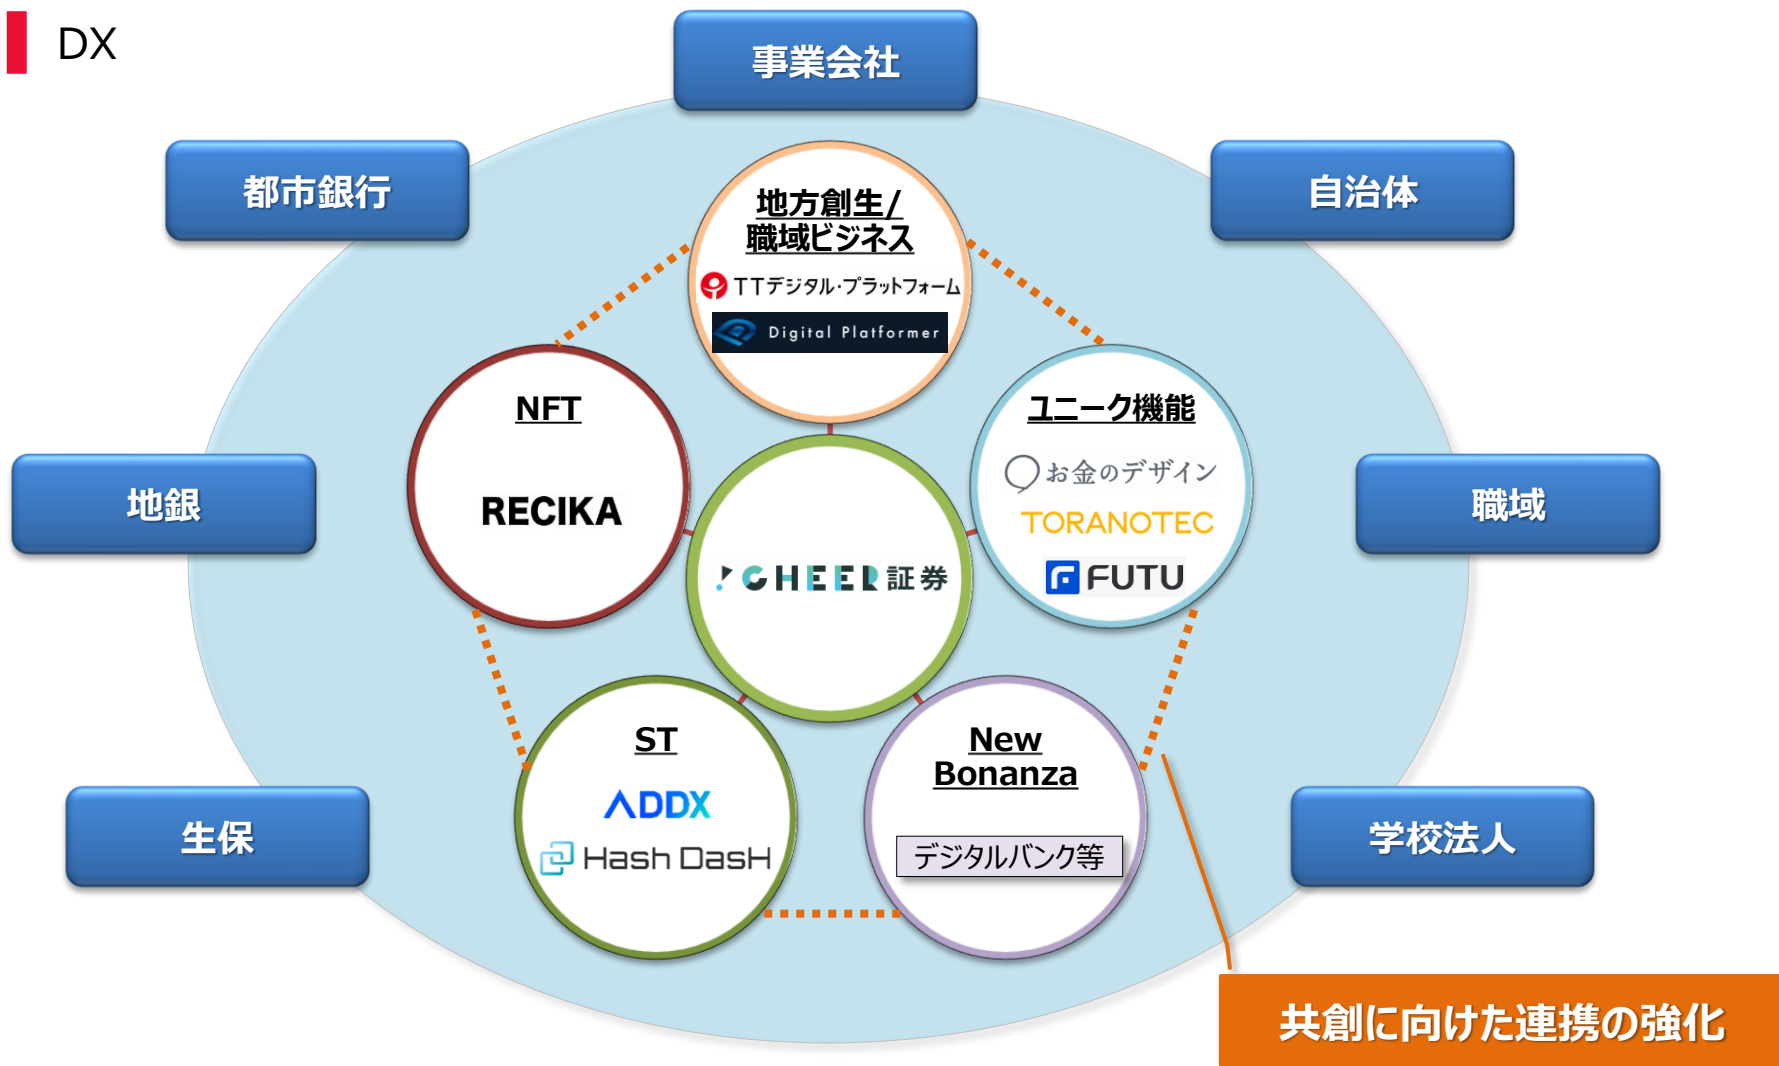 DX
事業会社
都市銀行
自治体
地方創生/
職域ビジネス
TTデジタル・プラットフォーム
Digital Platformer
NFT
RECIKA
ユニーク機能
お金のデザイン
TORANOTEC
FUTU
地銀
職域
CHEER証券
ST
ADDX
Hash DasH
New
Bonanza
デジタルバンク等
生保
学校法人
共創に向けた連携の強化